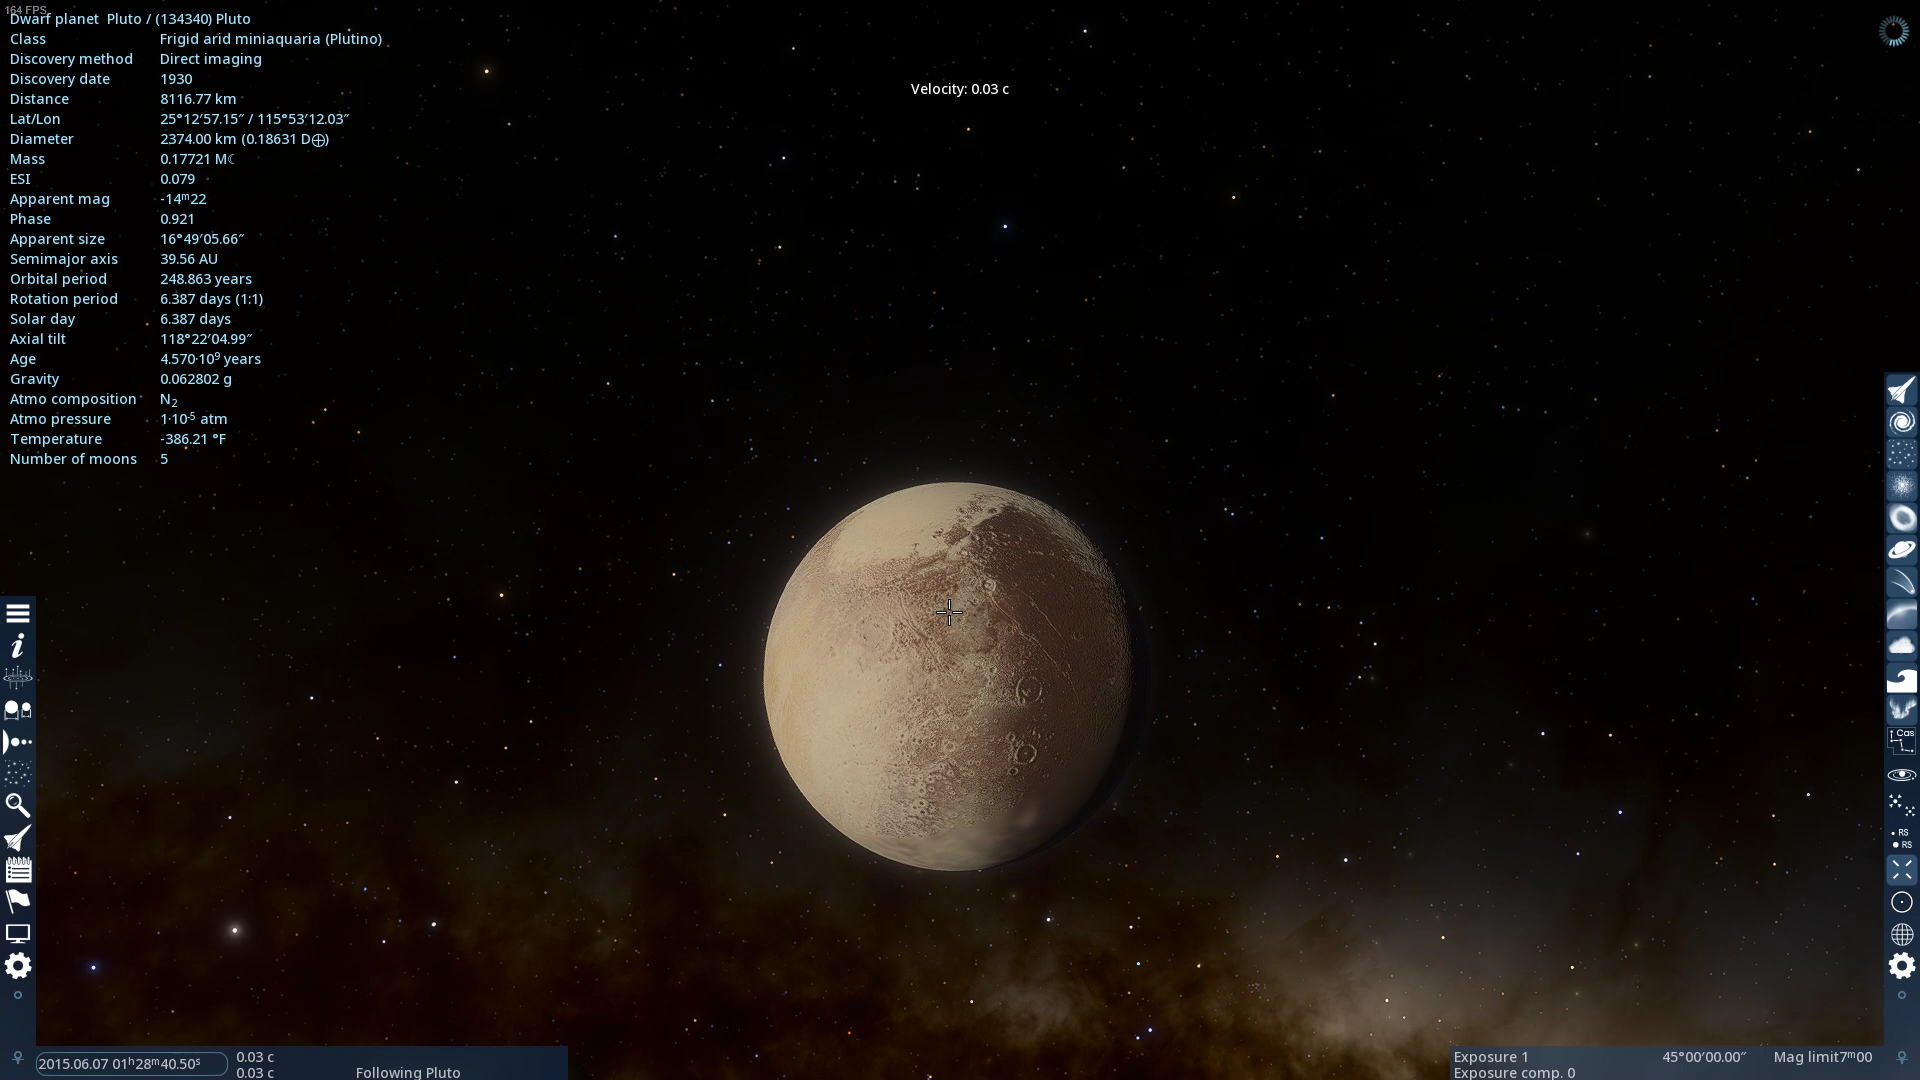 164 FPS
Dwarf planet Pluto / (134340) Pluto
Class Frigid arid miniaquaria (Plutino)
Discovery method Direct imaging
Discovery date 1930
Distance 8116.77 km
Lat/Lon 25°12′57.15″ / 115°53′12.03″
Diameter 2374.00 km (0.18631 D⊕)
Mass 0.17721 M☾
ESI 0.079
Apparent mag -14ᵐ22
Phase 0.921
Apparent size 16°49′05.66″
Semimajor axis 39.56 AU
Orbital period 248.863 years
Rotation period 6.387 days (1:1)
Solar day 6.387 days
Axial tilt 118°22′04.99″
Age 4.570·10⁹ years
Gravity 0.062802 g
Atmo composition N₂
Atmo pressure 1·10⁻⁵ atm
Temperature -386.21 °F
Number of moons 5
Velocity: 0.03 c
Cas
RS
RS
2015.06.07 01ʰ28ᵐ40.50ˢ
0.03 c
0.03 c
Following Pluto
Exposure 1
45°00′00.00″
Mag limit7ᵐ00
Exposure comp. 0